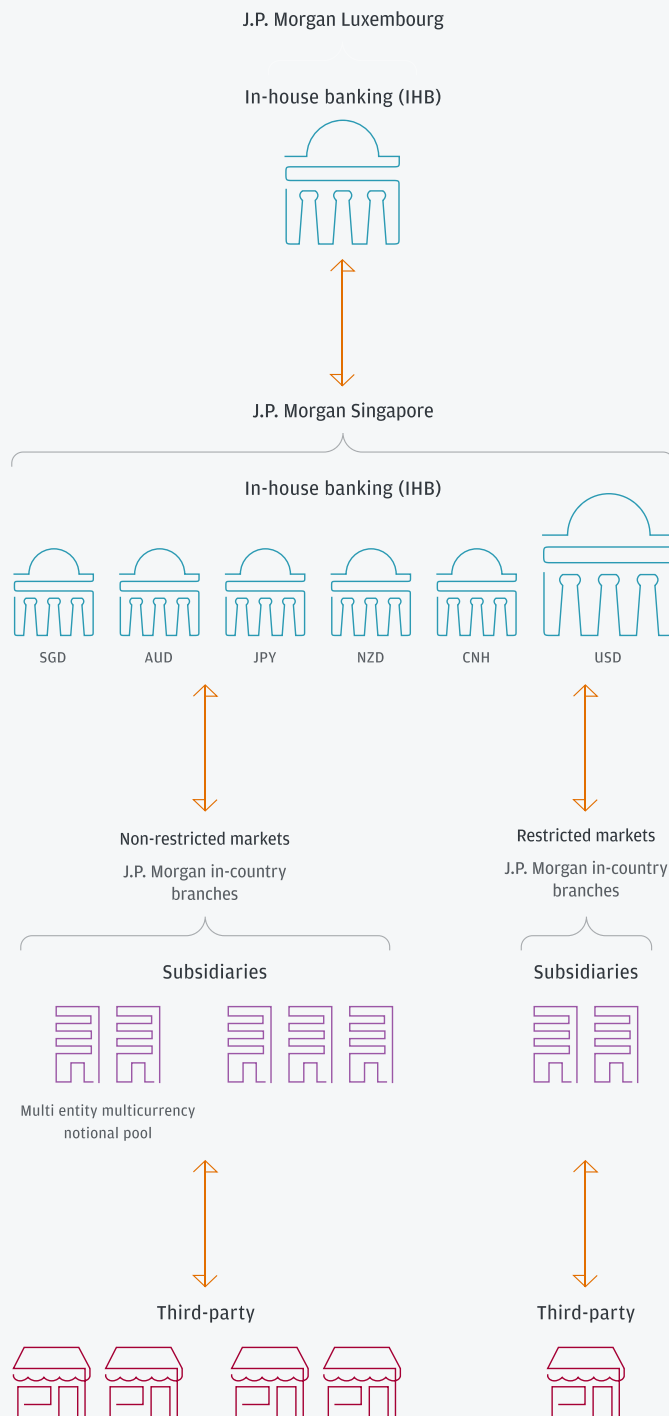 J.P. Morgan Luxembourg
In-house banking (IHB)
J.P. Morgan Singapore
In-house banking (IHB)
SGD
AUD
JPY
NZD
CNH
USD
Non-restricted markets
J.P. Morgan in-country
branches
Restricted markets
J.P. Morgan in-country
branches
Subsidiaries
Subsidiaries
Multi entity multicurrency
notional pool
Third-party
Third-party